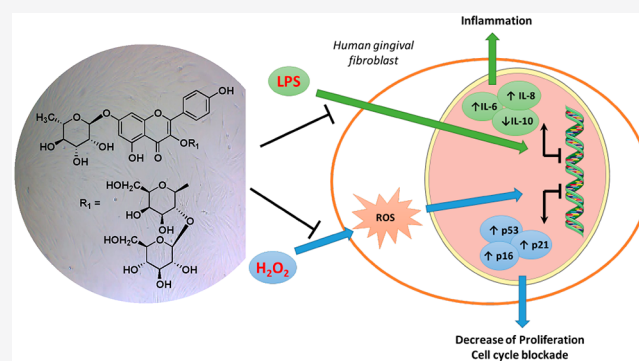 Inflammation
Human gingival
fibroblast
LPS
↑ IL-8
↑IL-6
↓IL-10
OH
H₃C
O
O
HO
OH
OH
OH
O
O
R₁
R₁ =
HOH₂C
O
HO
OH
O
HOH₂C
O
HO
OH
OH
ROS
H₂O₂
↑ p53
↑ p21
↑ p16
Decrease of Proliferation
Cell cycle blockade